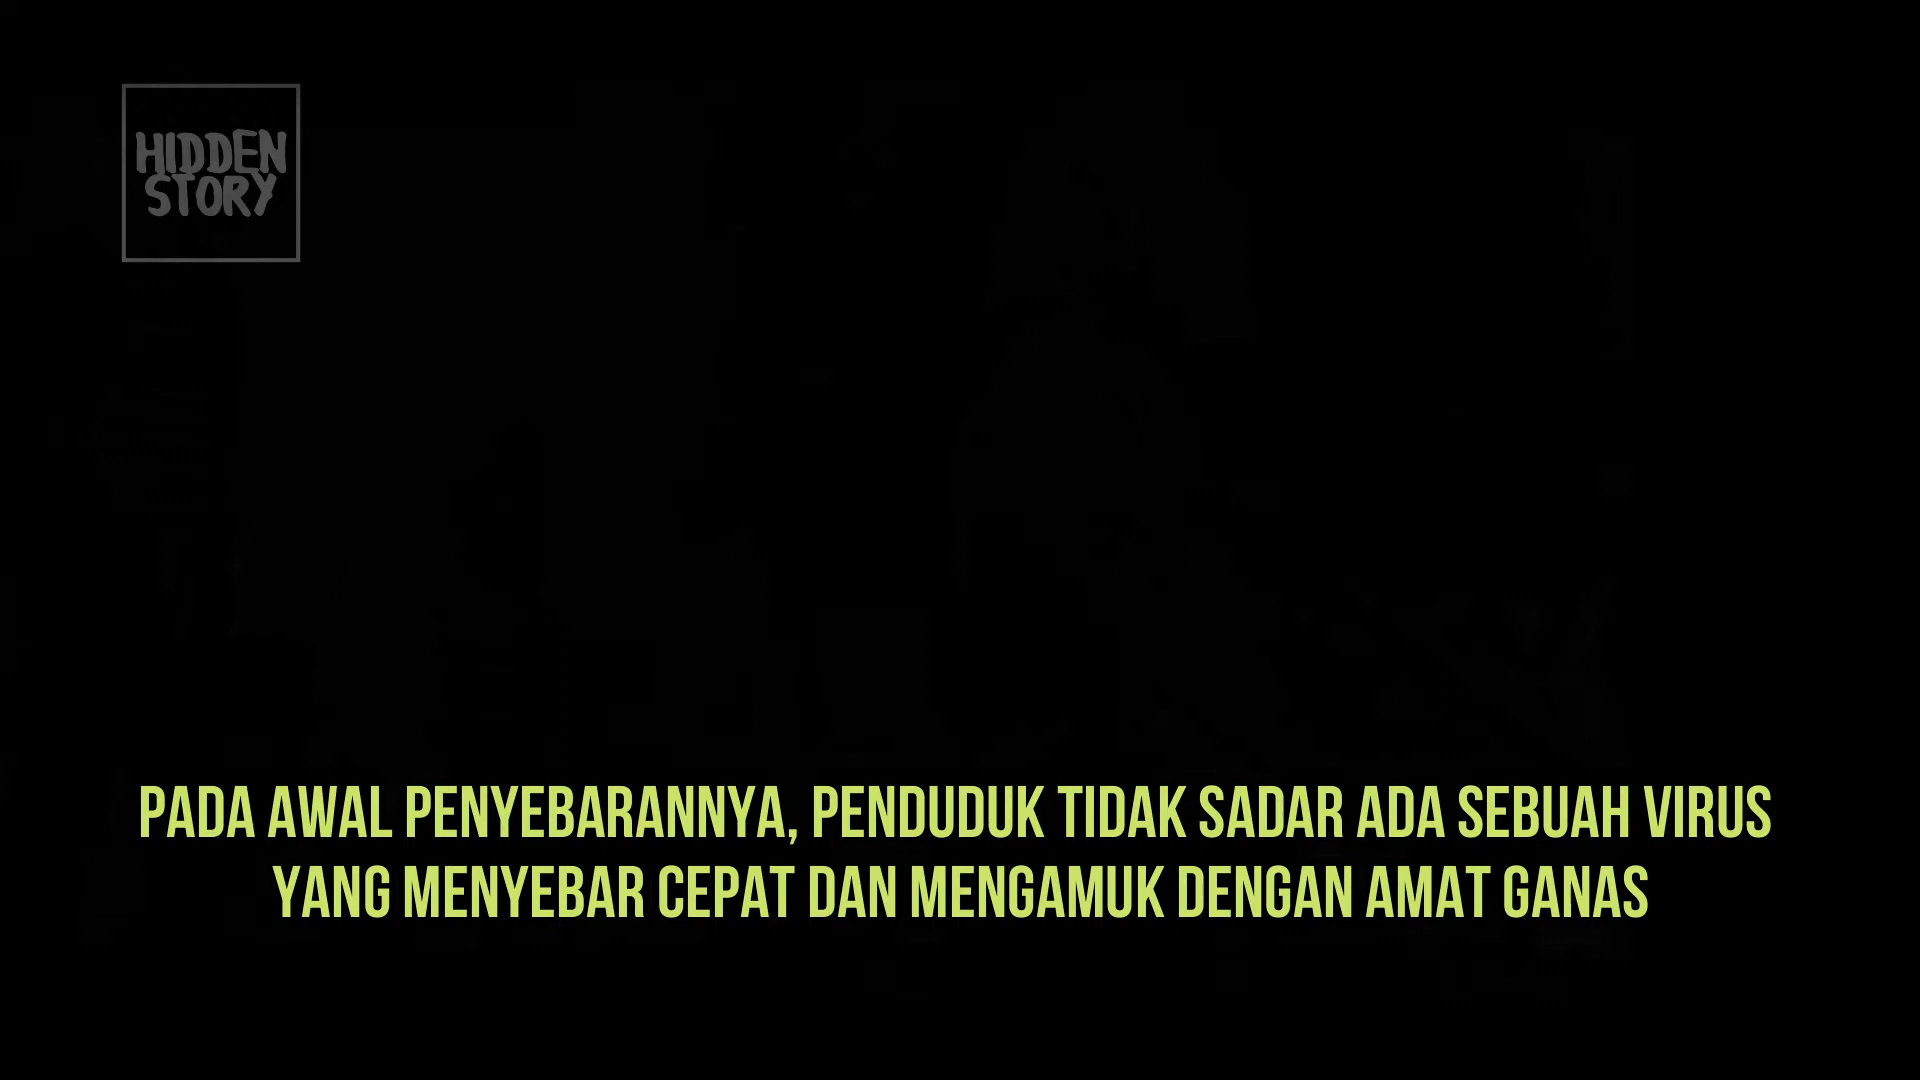 HIDDEN
STORY
PADA AWAL PENYEBARANNYA, PENDUDUK TIDAK SADAR ADA SEBUAH VIRUS
YANG MENYEBAR CEPAT DAN MENGAMUK DENGAN AMAT GANAS